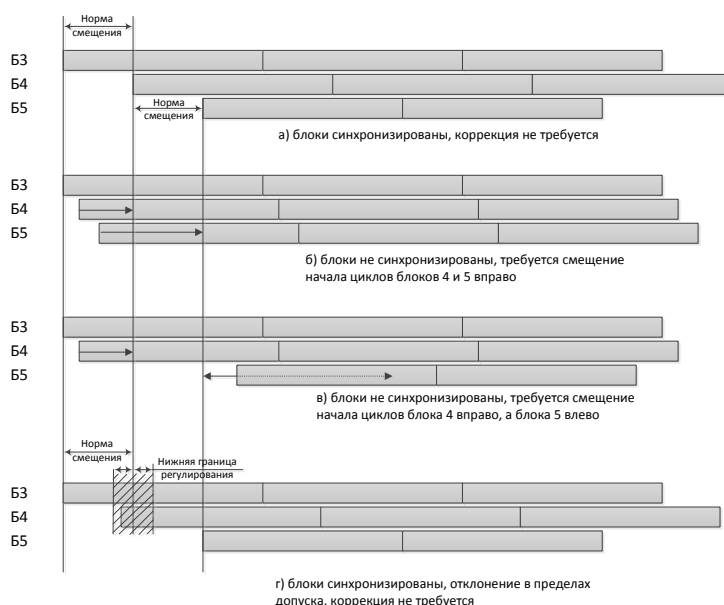 Норма
смещения
Б3
Б4
Б5
Норма
смещения
а) блоки синхронизированы, коррекция не требуется
Б3
Б4
Б5
б) блоки не синхронизированы, требуется смещение
начала циклов блоков 4 и 5 вправо
Б3
Б4
Б5
в) блоки не синхронизированы, требуется смещение
начала циклов блока 4 вправо, а блока 5 влево
Норма
смещения
Нижняя граница
регулирования
Б3
Б4
Б5
г) блоки синхронизированы, отклонение в пределах
допуска, коррекция не требуется